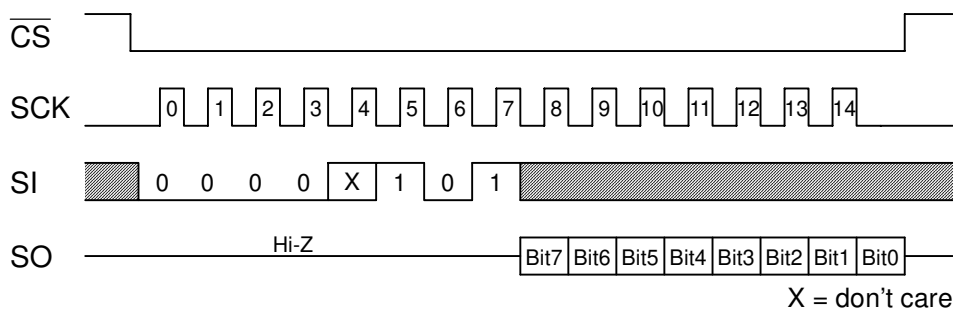 CS
SCK 0 1 2 3 4 5 6 7 8 9 10 11 12 13 14
SI 0 0 0 0 X 1 0 1
Hi-Z
SO Bit7 Bit6 Bit5 Bit4 Bit3 Bit2 Bit1 Bit0
X = don't care